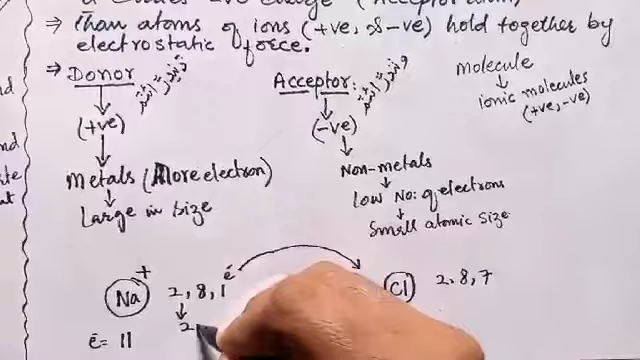 ⇒ Than atoms of ions (+ve, & -ve) hold together by
electrostatic force.
⇒ Donor
(+ve)
Metals (More electron)
Large in size
Acceptor:
(-ve)
Non-metals
Low No: of electrons
Small atomic size
molecule
ionic molecules
(+ve, -ve)
+
Na 2, 8, 1 ē
2
ē = 11
Cl 2, 8, 7